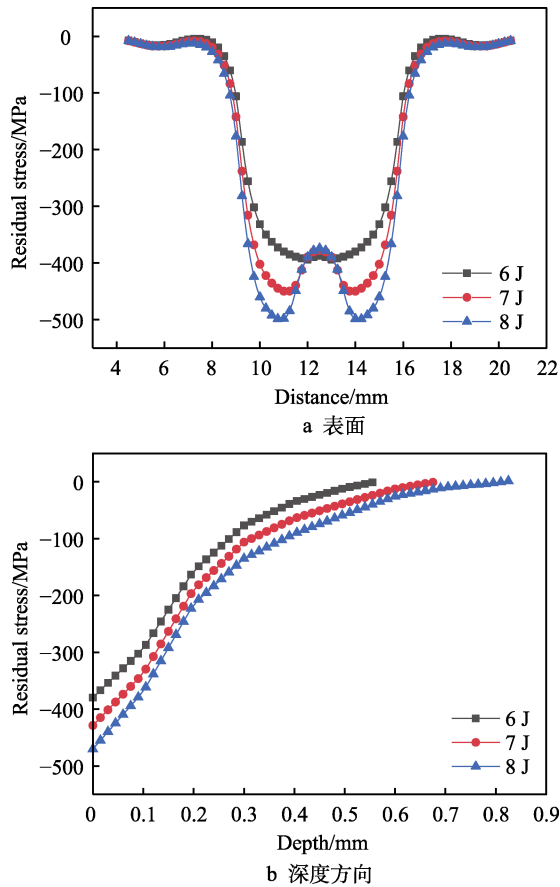 0
−100
−200
−300
−400
−500
Residual stress/MPa
6 J
7 J
8 J
4 6 8 10 12 14 16 18 20 22
Distance/mm
a 表面
0
−100
−200
−300
−400
−500
Residual stress/MPa
6 J
7 J
8 J
0 0.1 0.2 0.3 0.4 0.5 0.6 0.7 0.8 0.9
Depth/mm
b 深度方向